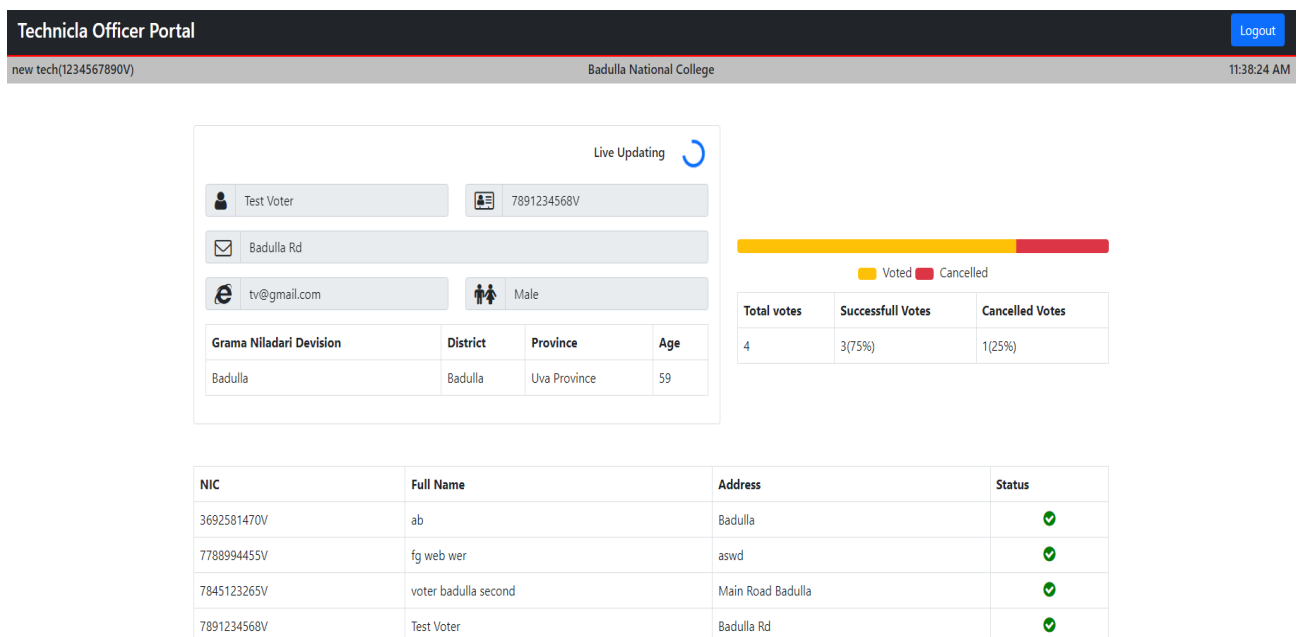 Technicla Officer Portal Logout
new tech(1234567890V) Badulla National College 11:38:24 AM
Live Updating
Test Voter 7891234568V
Badulla Rd
tv@gmail.com Male
Grama Niladari Devision District Province Age
Badulla Badulla Uva Province 59
Voted Cancelled
Total votes Successfull Votes Cancelled Votes
4 3(75%) 1(25%)
NIC Full Name Address Status
3692581470V ab Badulla
7788994455V fg web wer aswd
7845123265V voter badulla second Main Road Badulla
7891234568V Test Voter Badulla Rd